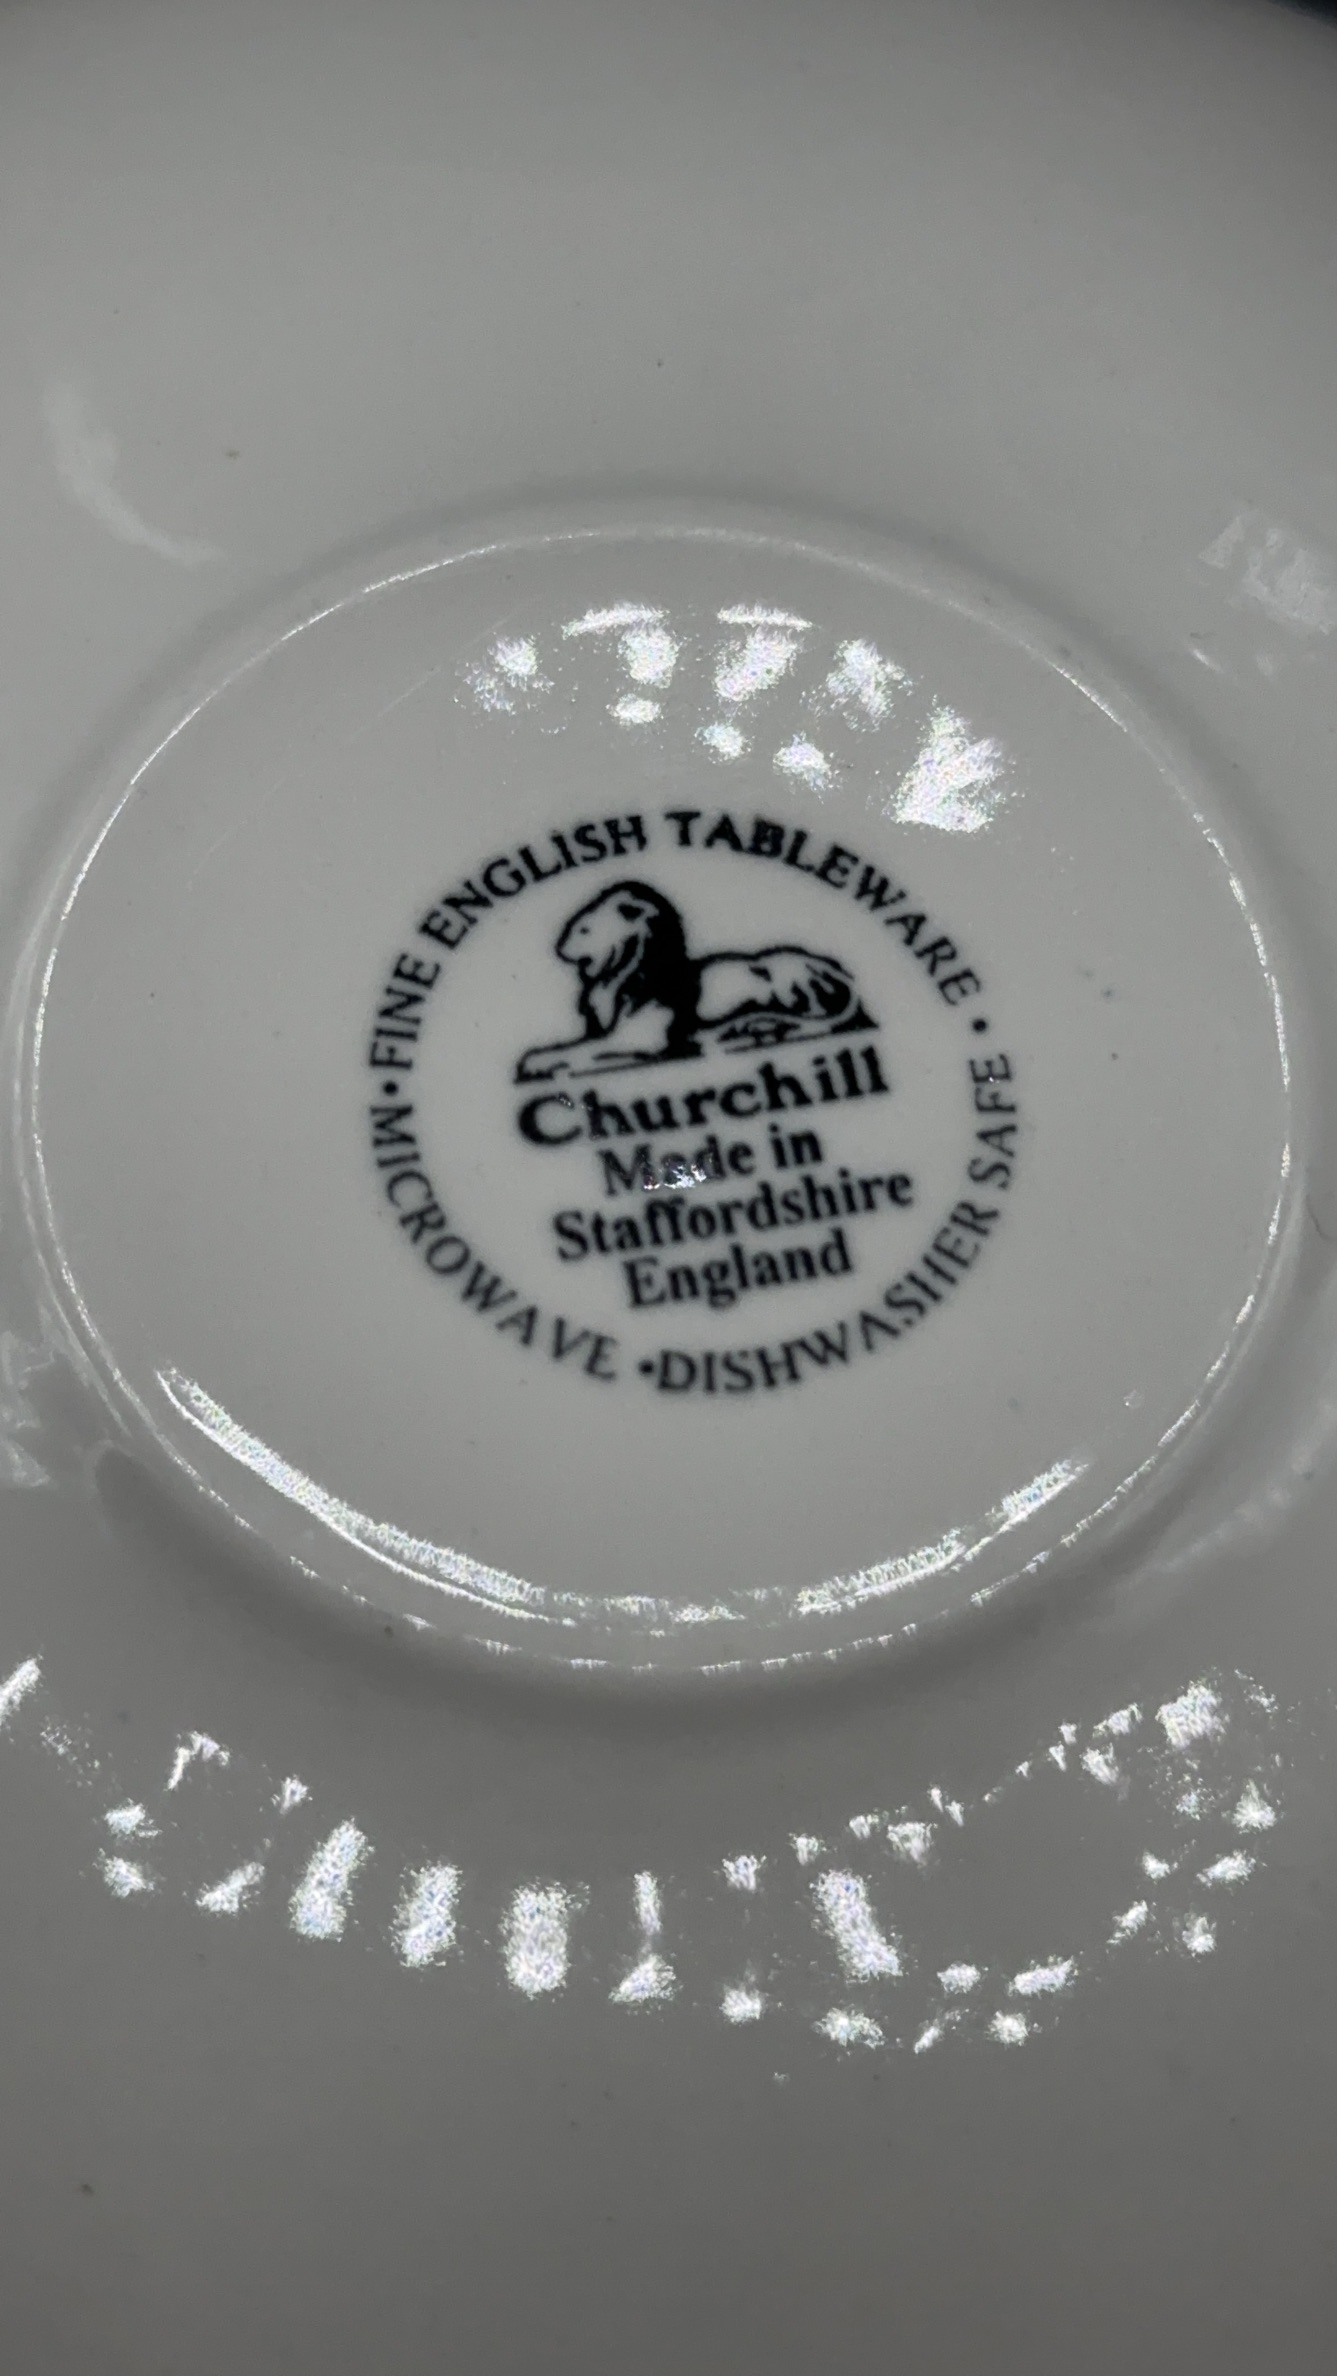 •FINE ENGLISH TABLEWARE•
Churchill
Made in
Staffordshire
England
MICROWAVE •DISHWASHER SAFE